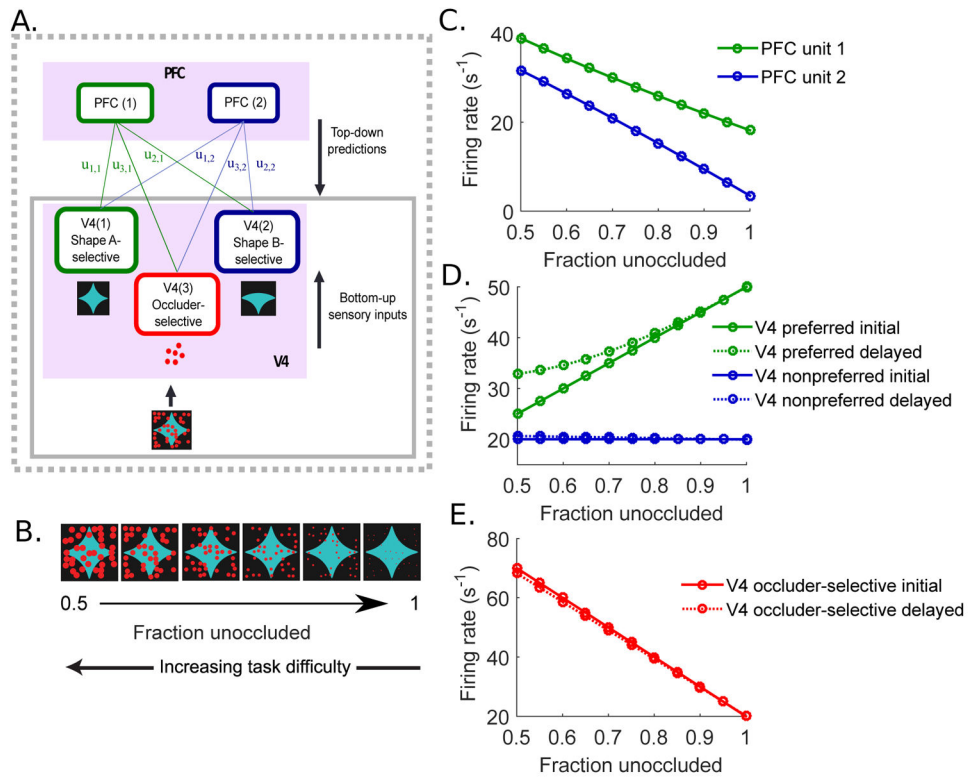 A.
PFC
PFC (1)
PFC (2)
Top-down
predictions
u1,1
u3,1
u2,1
u1,2
u3,2
u2,2
V4(1)
Shape A-
selective
V4(2)
Shape B-
selective
V4(3)
Occluder-
selective
Bottom-up
sensory inputs
V4
B.
0.5
1
Fraction unoccluded
Increasing task difficulty
C.
Firing rate (s⁻¹)
40
20
0
0.5 0.6 0.7 0.8 0.9 1
Fraction unoccluded
PFC unit 1
PFC unit 2
D.
Firing rate (s⁻¹)
50
40
30
20
0.5 0.6 0.7 0.8 0.9 1
Fraction unoccluded
V4 preferred initial
V4 preferred delayed
V4 nonpreferred initial
V4 nonpreferred delayed
E.
Firing rate (s⁻¹)
80
60
40
20
0.5 0.6 0.7 0.8 0.9 1
Fraction unoccluded
V4 occluder-selective initial
V4 occluder-selective delayed